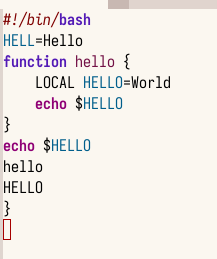 #!/bin/bash
HELL=Hello
function hello {
    LOCAL HELLO=World
    echo $HELLO
}
echo $HELLO
hello
HELLO
}